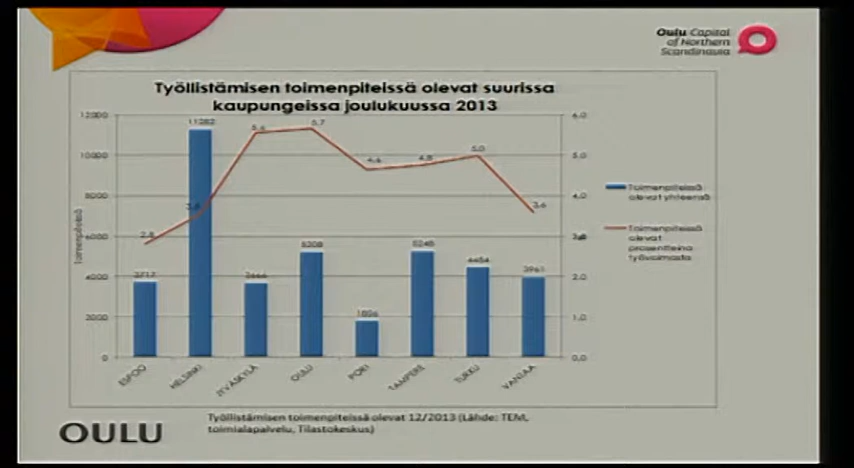 Oulu Capital
of Northern
Scandinavia
Työllistämisen toimenpiteissä olevat suurissa
kaupungeissa joulukuussa 2013
12000
10000
8000
6000
4000
2000
0
6,0
5,0
4,0
2,0
1,0
0,0
11282
5,6
5,7
4,6
4,8
5,0
3,6
2,8
3717
3666
5208
1806
5248
4454
3961
ESPOO
HELSINKI
JYVÄSKYLÄ
OULU
PORI
TAMPERE
TURKU
VANTAA
Toimenpiteissä
olevat yhteensä
Toimenpiteissä
olevat
prosentteina
työvoimasta
Työllistämisen toimenpiteissä olevat 12/2013 (Lähde: TEM,
toimialapalvelu, Tilastokeskus)
OULU